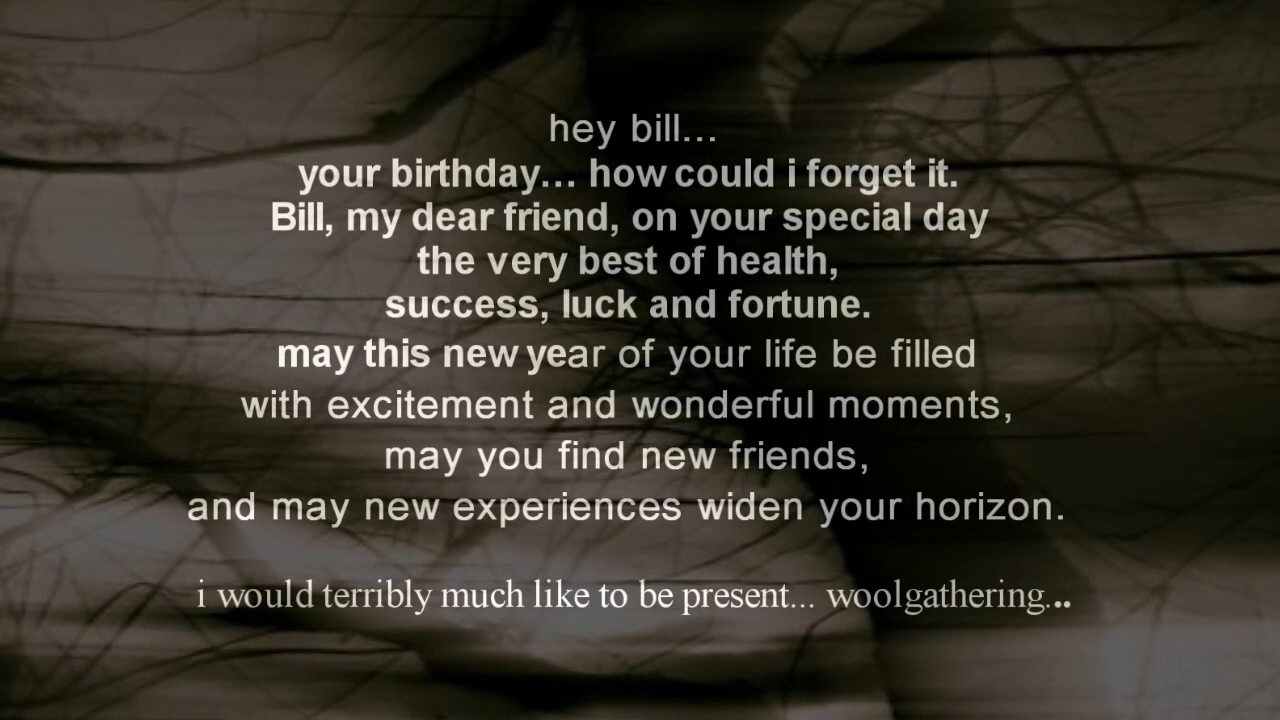 hey bill...
your birthday... how could i forget it.
Bill, my dear friend, on your special day
the very best of health,
success, luck and fortune.
may this new year of your life be filled
with excitement and wonderful moments,
may you find new friends,
and may new experiences widen your horizon.
i would terribly much like to be present... woolgathering...